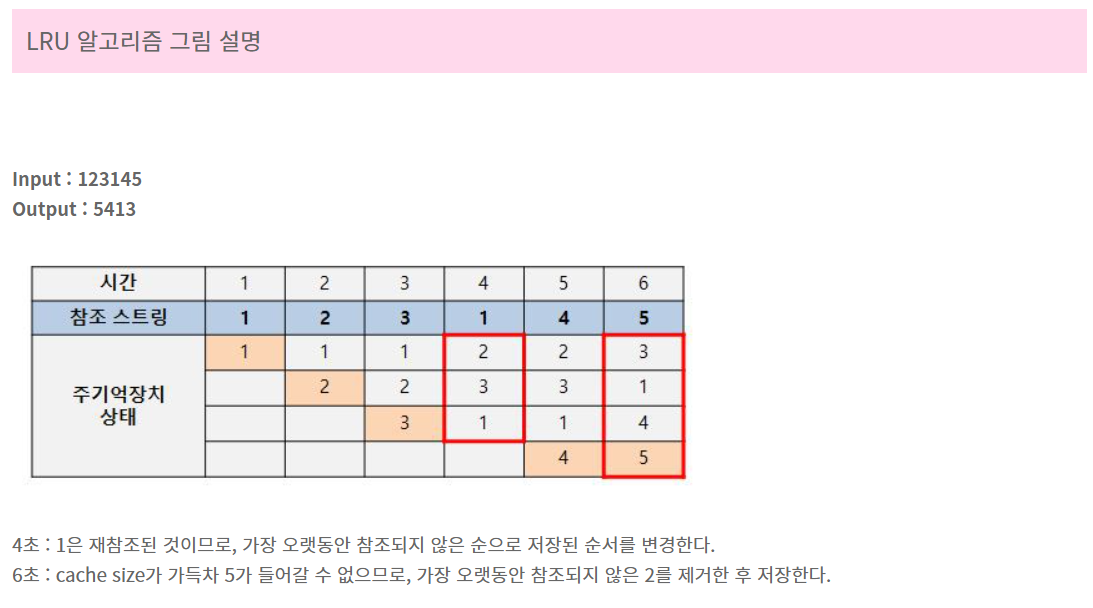 LRU 알고리즘 그림 설명
Input : 123145
Output : 5413
시간 1 2 3 4 5 6
참조 스트링 1 2 3 1 4 5
주기억장치 상태
1 1 1 2 2 3
2 2 3 3 1
3 1 1 4
4 5
4초 : 1은 재참조된 것이므로, 가장 오랫동안 참조되지 않은 순으로 저장된 순서를 변경한다.
6초 : cache size가 가득차 5가 들어갈 수 없으므로, 가장 오랫동안 참조되지 않은 2를 제거한 후 저장한다.